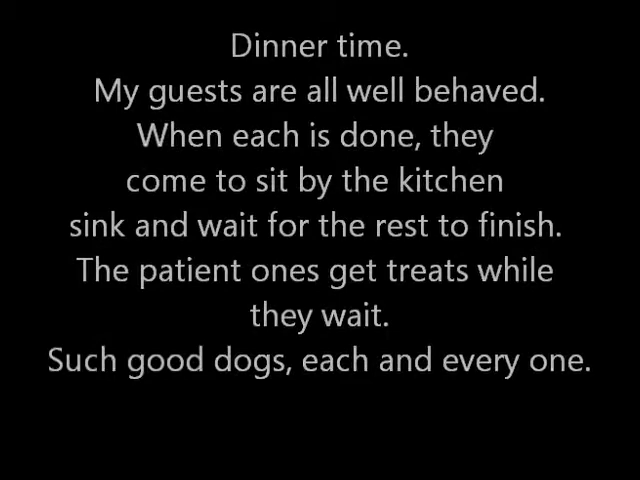 Dinner time.
My guests are all well behaved.
When each is done, they
come to sit by the kitchen
sink and wait for the rest to finish.
The patient ones get treats while
they wait.
Such good dogs, each and every one.